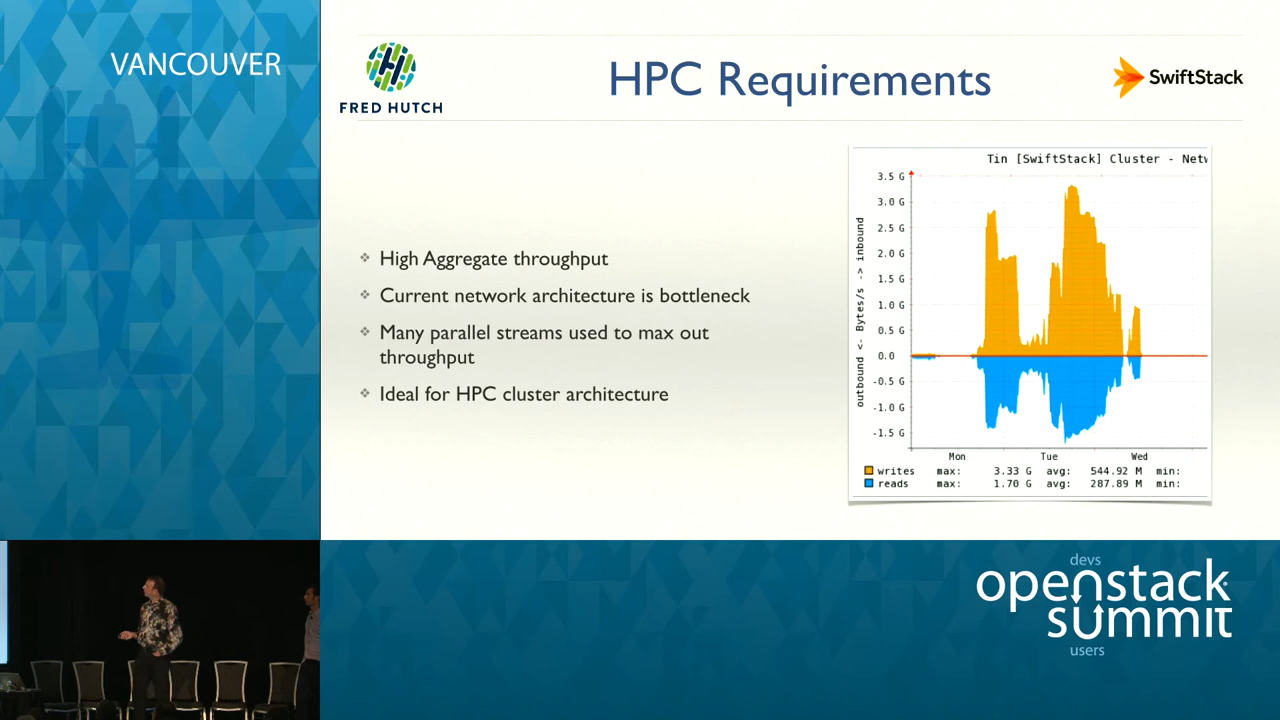 VANCOUVER
FRED HUTCH
HPC Requirements
SwiftStack
High Aggregate throughput
Current network architecture is bottleneck
Many parallel streams used to max out
throughput
Ideal for HPC cluster architecture
Tin [SwiftStack] Cluster - Netw
outbound <- Bytes/s -> inbound
3.5 G
3.0 G
2.5 G
2.0 G
1.5 G
1.0 G
0.5 G
0.0
-0.5 G
-1.0 G
-1.5 G
Mon Tue Wed
writes max: 3.33 G avg: 544.92 M min:
reads max: 1.70 G avg: 287.89 M min:
devs
openstack
summit
users